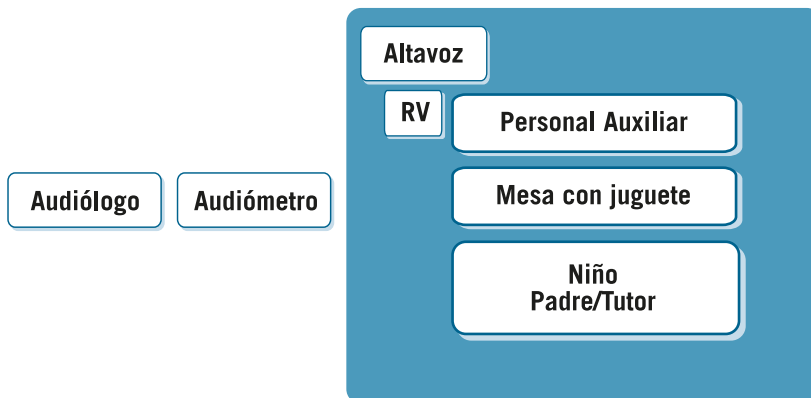 Altavoz
RV
Personal Auxiliar
Audiólogo
Audiómetro
Mesa con juguete
Niño
Padre/Tutor